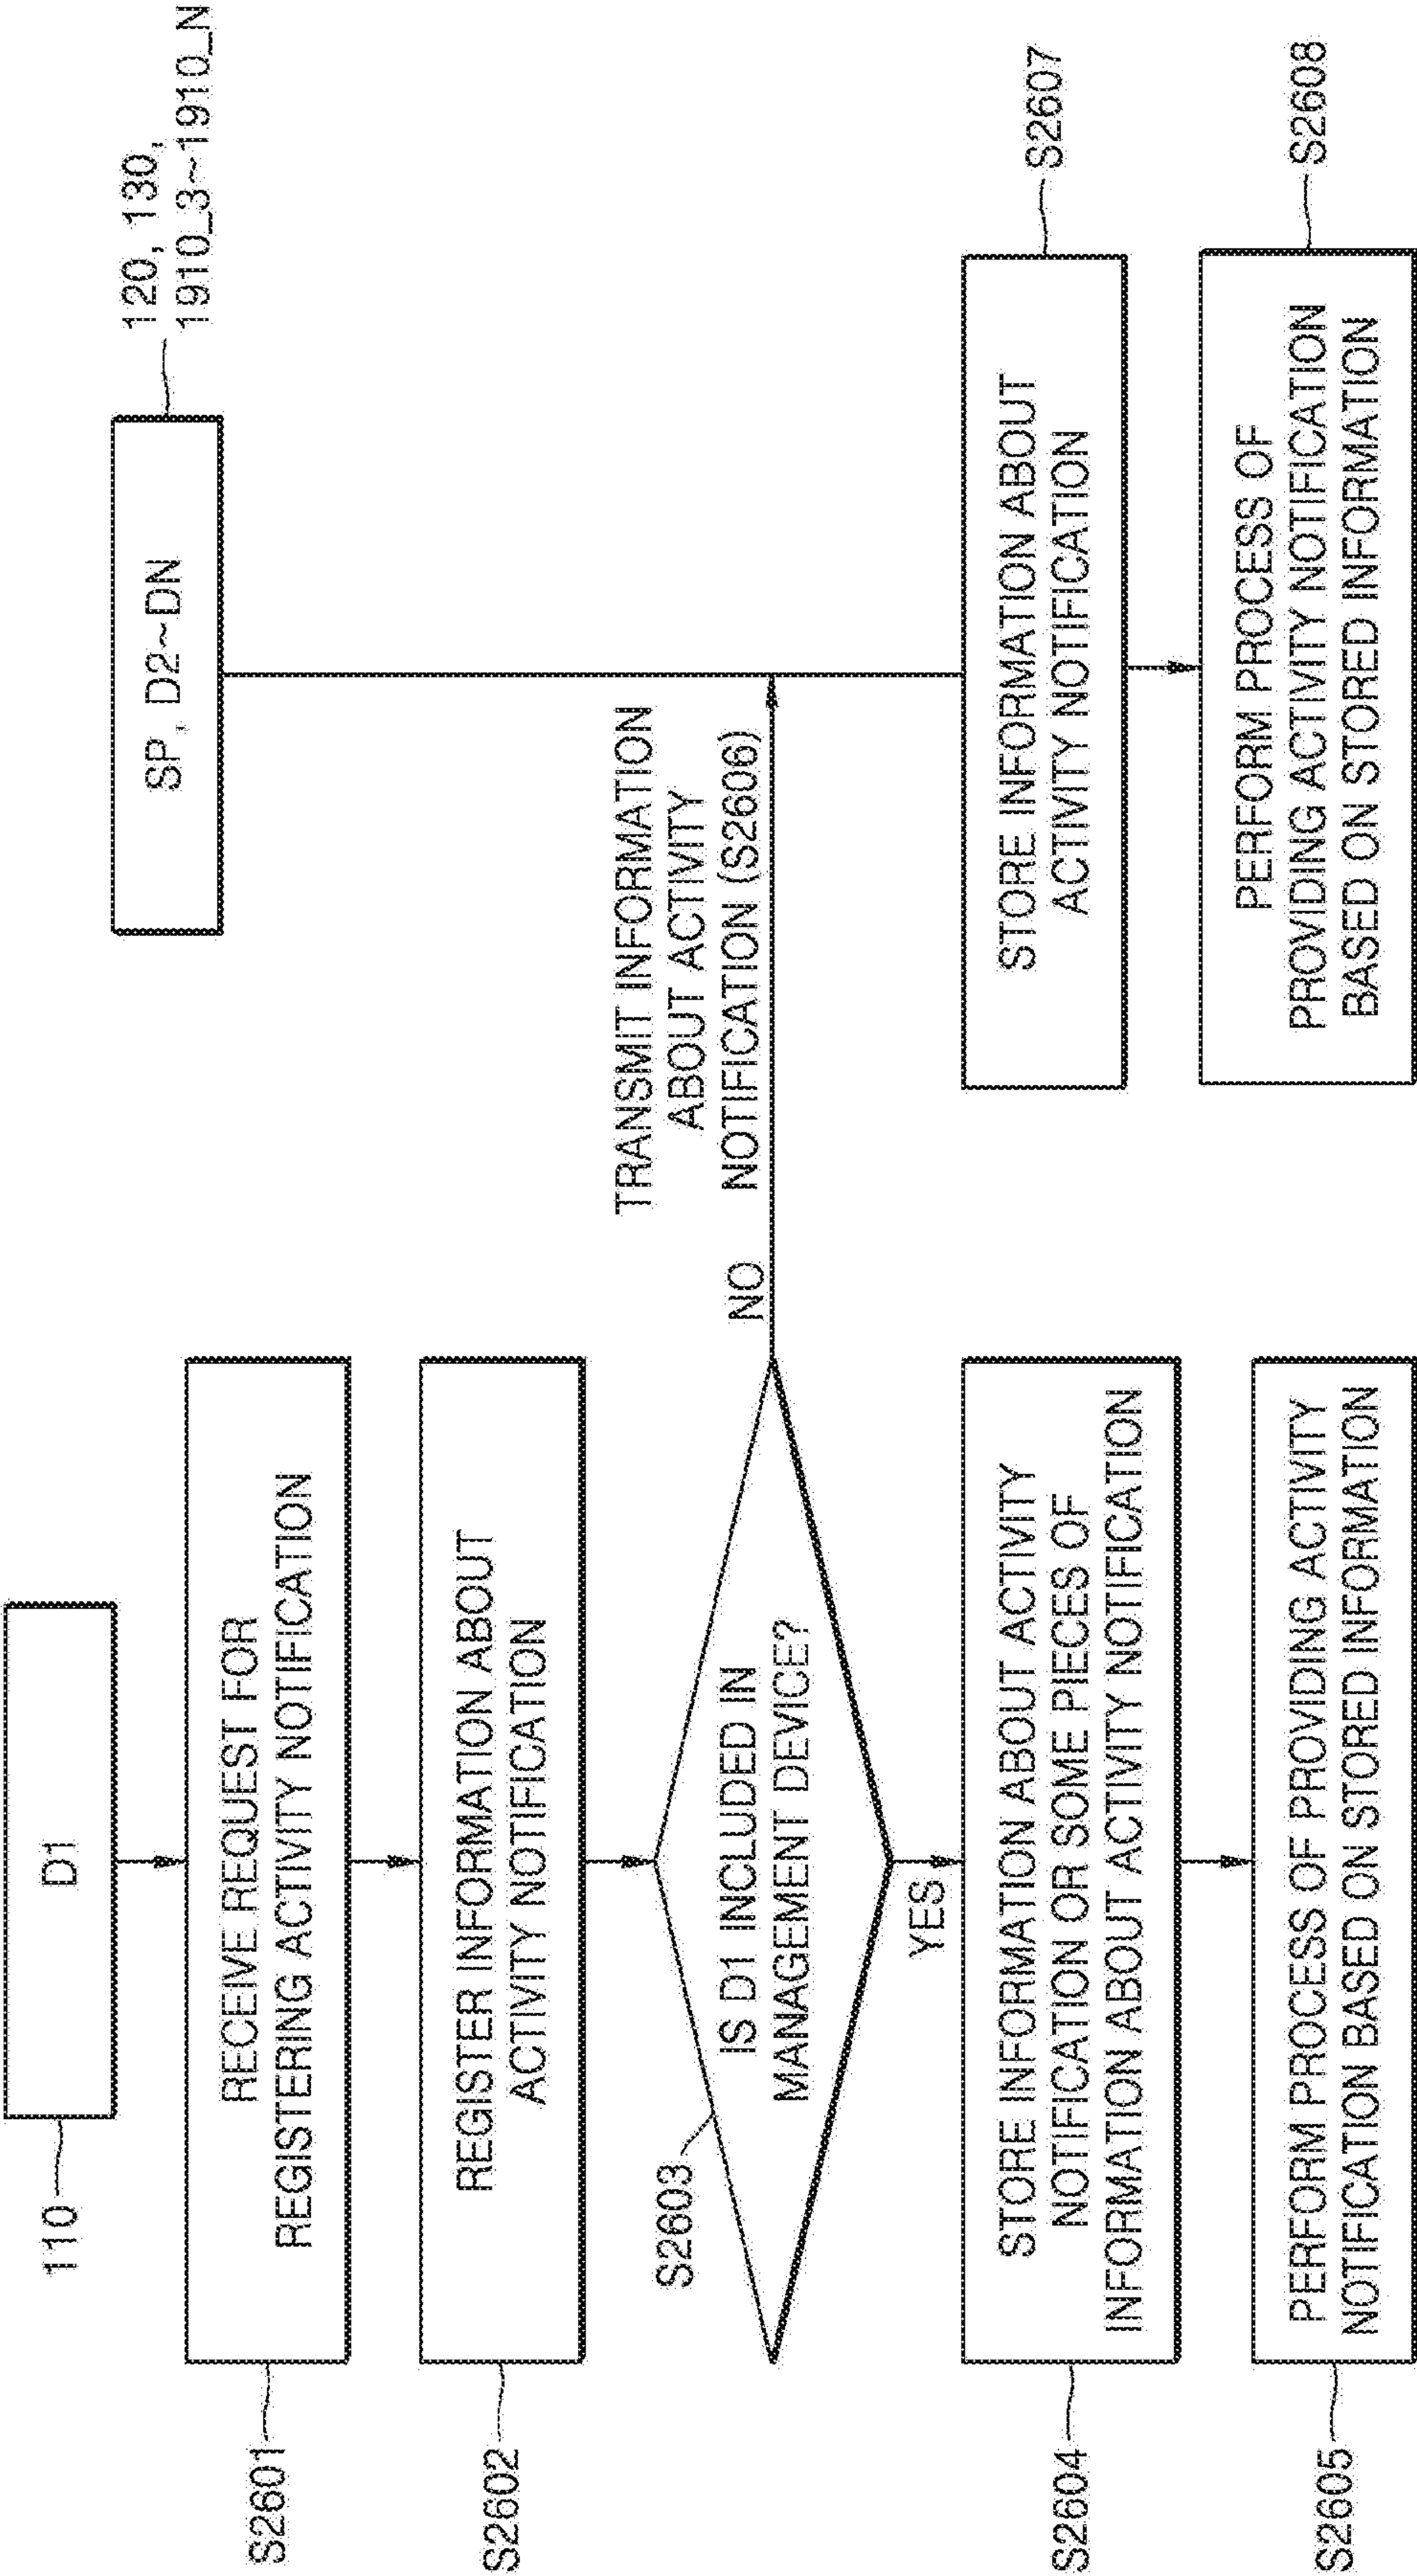 110
D1
120, 130,
1910_3~1910_N
SP, D2~DN
S2601
RECEIVE REQUEST FOR
REGISTERING ACTIVITY NOTIFICATION
S2602
REGISTER INFORMATION ABOUT
ACTIVITY NOTIFICATION
S2603
IS D1 INCLUDED IN
MANAGEMENT DEVICE?
NO
TRANSMIT INFORMATION
ABOUT ACTIVITY
NOTIFICATION (S2606)
YES
S2604
STORE INFORMATION ABOUT ACTIVITY
NOTIFICATION OR SOME PIECES OF
INFORMATION ABOUT ACTIVITY NOTIFICATION
STORE INFORMATION ABOUT
ACTIVITY NOTIFICATION
S2607
S2605
PERFORM PROCESS OF PROVIDING ACTIVITY
NOTIFICATION BASED ON STORED INFORMATION
PERFORM PROCESS OF
PROVIDING ACTIVITY NOTIFICATION
BASED ON STORED INFORMATION
S2608